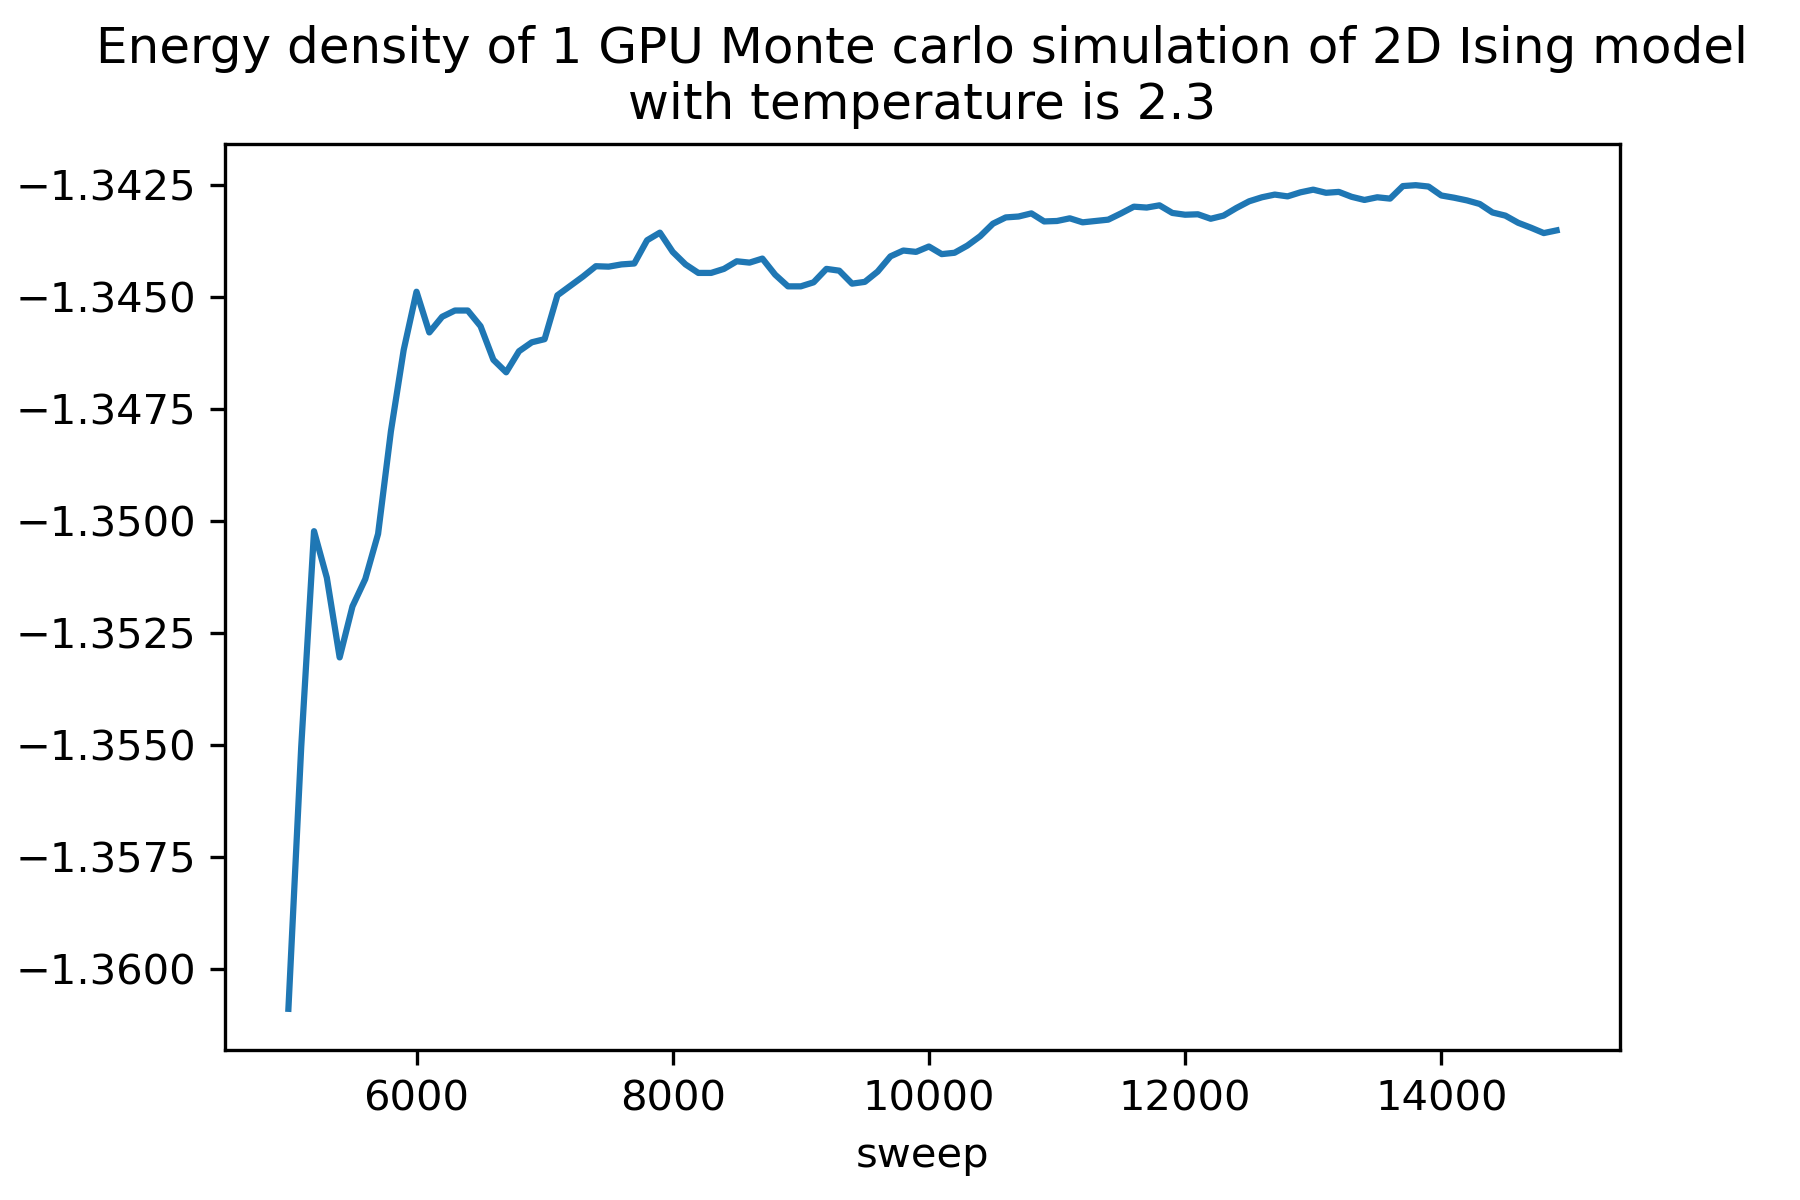 Energy density of 1 GPU Monte carlo simulation of 2D Ising model
with temperature is 2.3
−1.3425
−1.3450
−1.3475
−1.3500
−1.3525
−1.3550
−1.3575
−1.3600
6000 8000 10000 12000 14000
sweep